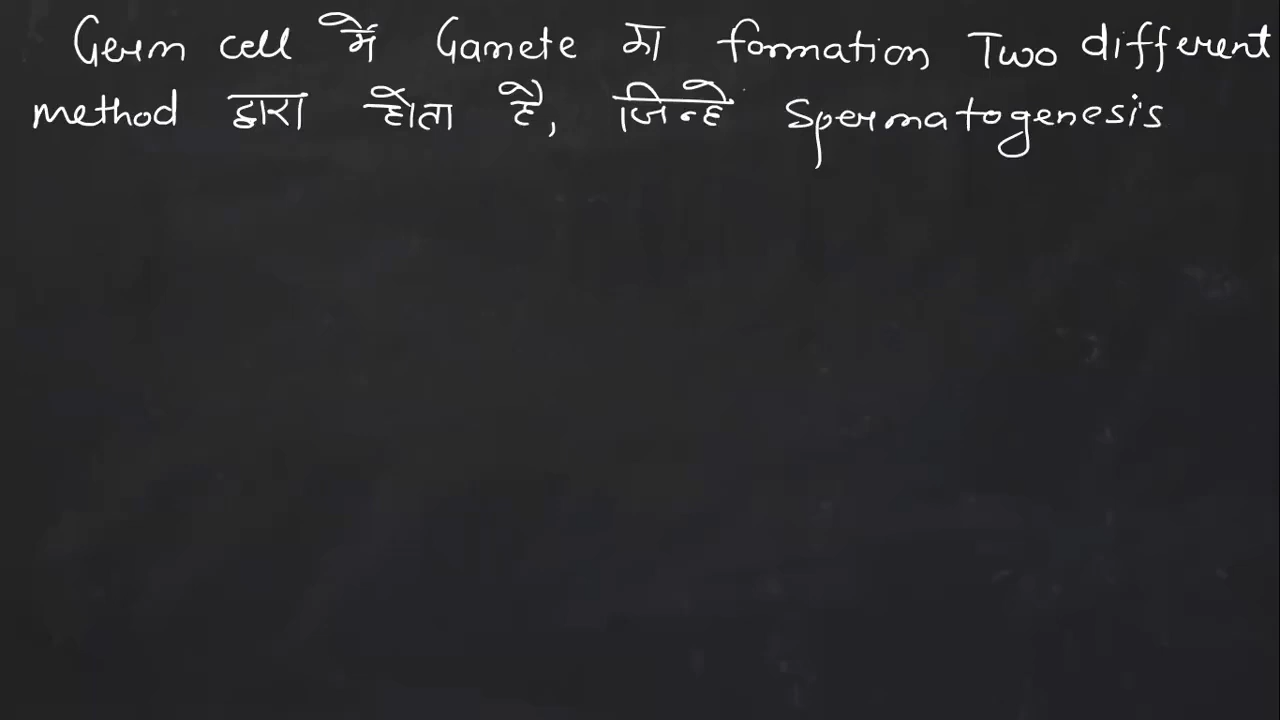 Germ cell में Gamete का formation Two different
method द्वारा होता है, जिन्हे Spermatogenesis